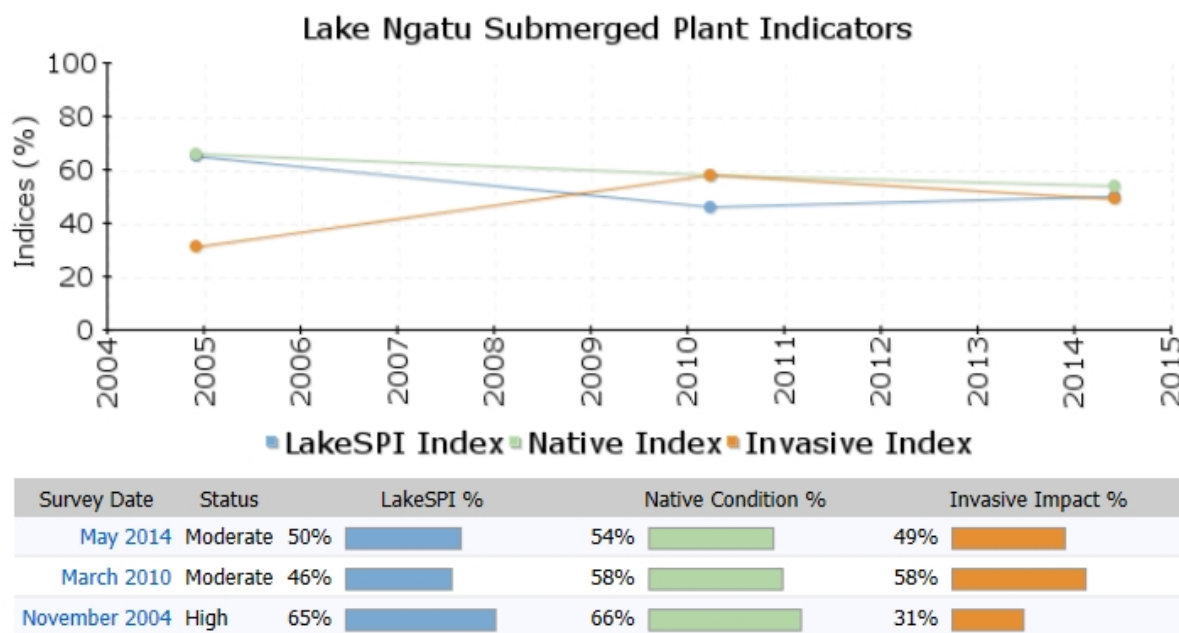 Lake Ngatu Submerged Plant Indicators
100
80
60
40
20
0
Indices (%)
2004 2005 2006 2007 2008 2009 2010 2011 2012 2013 2014 2015
LakeSPI Index Native Index Invasive Index
Survey Date Status LakeSPI % Native Condition % Invasive Impact %
May 2014 Moderate 50% 54% 49%
March 2010 Moderate 46% 58% 58%
November 2004 High 65% 66% 31%